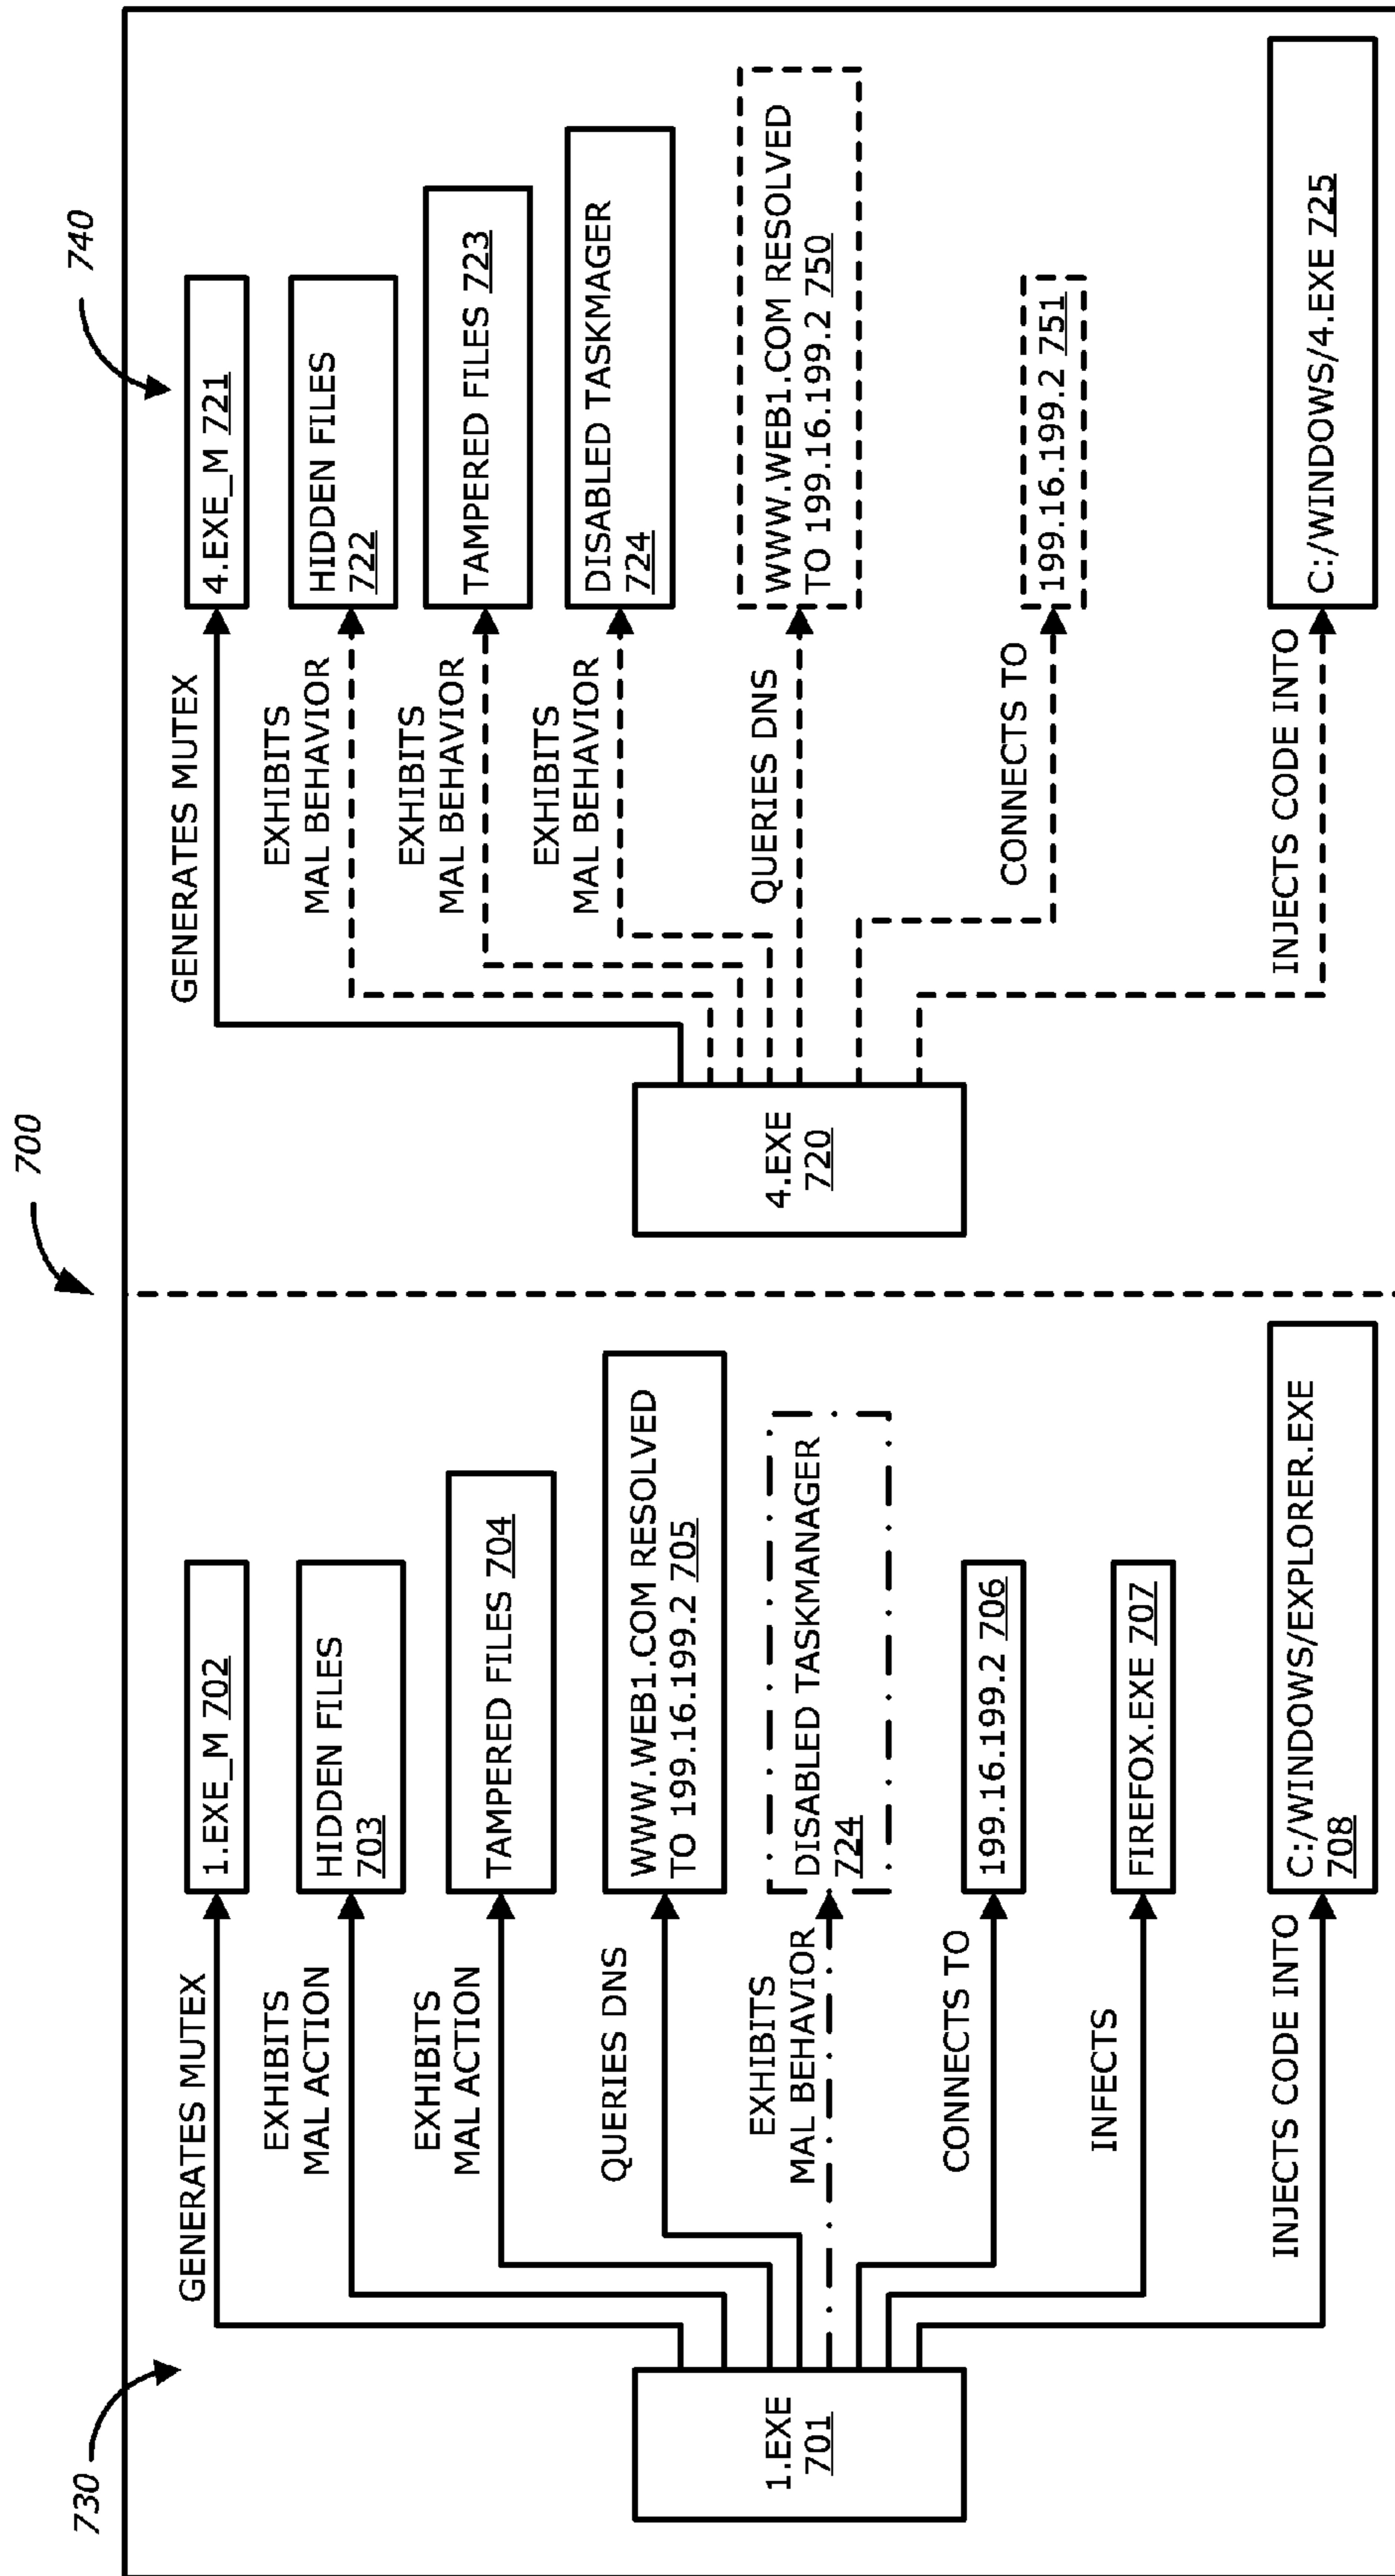 700
730
GENERATES MUTEX
1.EXE_M 702
EXHIBITS
MAL ACTION
HIDDEN FILES
703
EXHIBITS
MAL ACTION
TAMPERED FILES 704
QUERIES DNS
WWW.WEB1.COM RESOLVED
TO 199.16.199.2 705
EXHIBITS
MAL BEHAVIOR
DISABLED TASKMANAGER
724
1.EXE
701
CONNECTS TO
199.16.199.2 706
INFECTS
FIREFOX.EXE 707
INJECTS CODE INTO
C:/WINDOWS/EXPLORER.EXE
708
740
GENERATES MUTEX
4.EXE_M 721
EXHIBITS
MAL BEHAVIOR
HIDDEN FILES
722
EXHIBITS
MAL BEHAVIOR
TAMPERED FILES 723
EXHIBITS
MAL BEHAVIOR
DISABLED TASKMAGER
724
QUERIES DNS
WWW.WEB1.COM RESOLVED
TO 199.16.199.2 750
4.EXE
720
CONNECTS TO
199.16.199.2 751
INJECTS CODE INTO
C:/WINDOWS/4.EXE 725